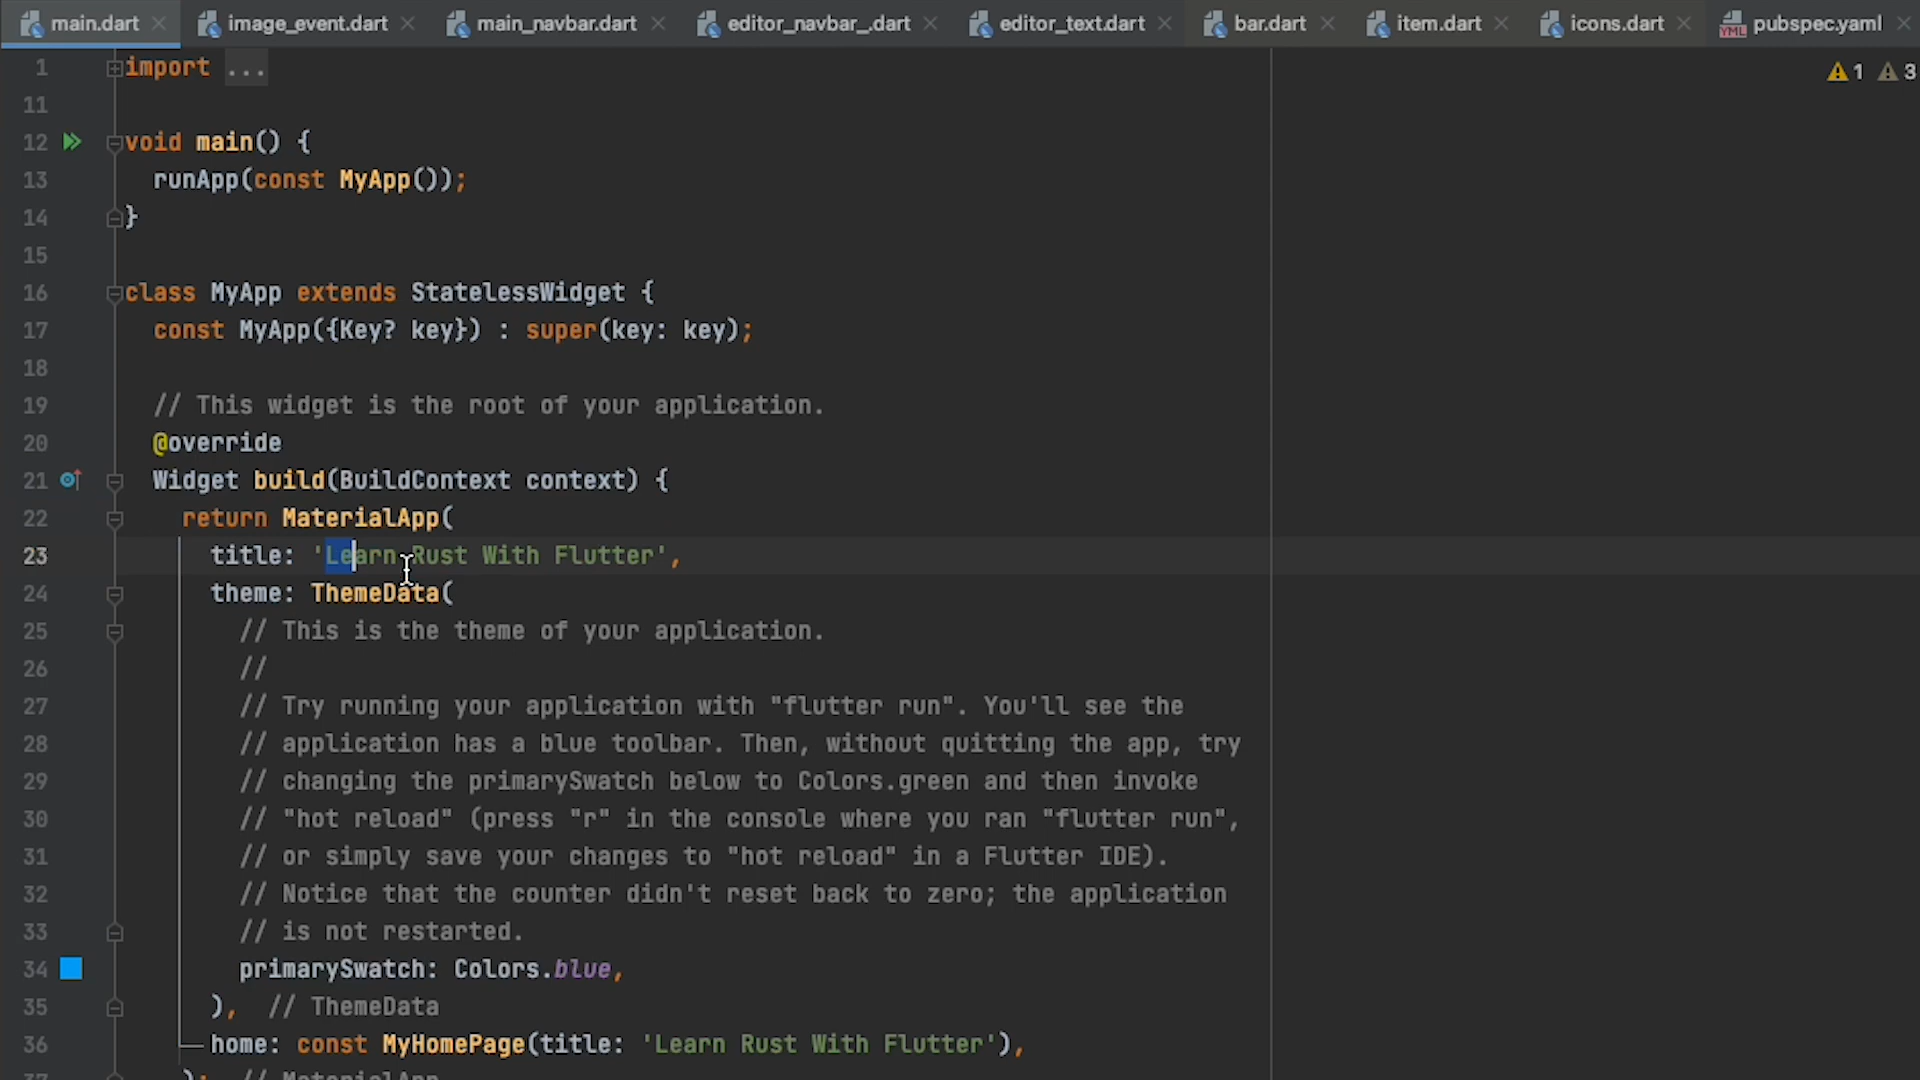 main.dart image_event.dart main_navbar.dart editor_navbar_.dart editor_text.dart bar.dart item.dart icons.dart YML pubspec.yaml
1 import ... 1 3
11
12 void main() {
13 runApp(const MyApp());
14 }
15
16 class MyApp extends StatelessWidget {
17 const MyApp({Key? key}) : super(key: key);
18
19 // This widget is the root of your application.
20 @override
21 Widget build(BuildContext context) {
22 return MaterialApp(
23 title: 'Learn Rust With Flutter',
24 theme: ThemeData(
25 // This is the theme of your application.
26 //
27 // Try running your application with "flutter run". You'll see the
28 // application has a blue toolbar. Then, without quitting the app, try
29 // changing the primarySwatch below to Colors.green and then invoke
30 // "hot reload" (press "r" in the console where you ran "flutter run",
31 // or simply save your changes to "hot reload" in a Flutter IDE).
32 // Notice that the counter didn't reset back to zero; the application
33 // is not restarted.
34 primarySwatch: Colors.blue,
35 ), // ThemeData
36 home: const MyHomePage(title: 'Learn Rust With Flutter'),
37 ); // MaterialApp